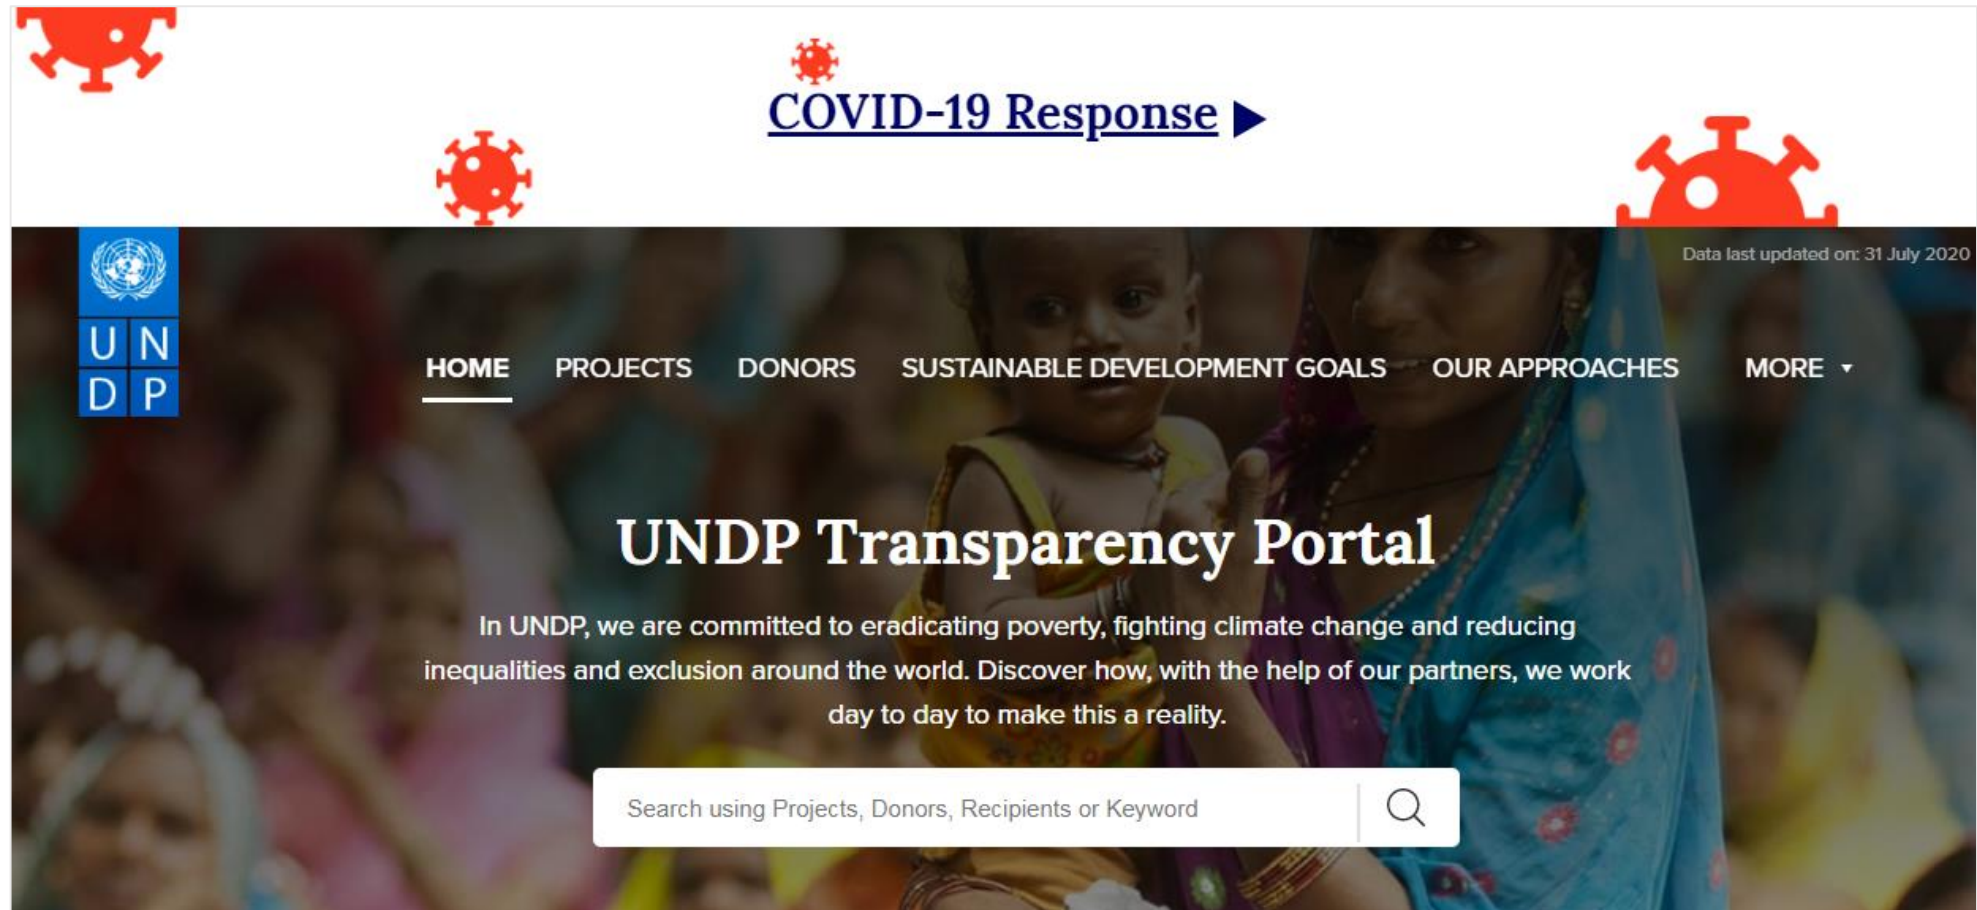 COVID-19 Response
Data last updated on: 31 July 2020
U N
D P
HOME PROJECTS DONORS SUSTAINABLE DEVELOPMENT GOALS OUR APPROACHES MORE
UNDP Transparency Portal
In UNDP, we are committed to eradicating poverty, fighting climate change and reducing
inequalities and exclusion around the world. Discover how, with the help of our partners, we work
day to day to make this a reality.
Search using Projects, Donors, Recipients or Keyword